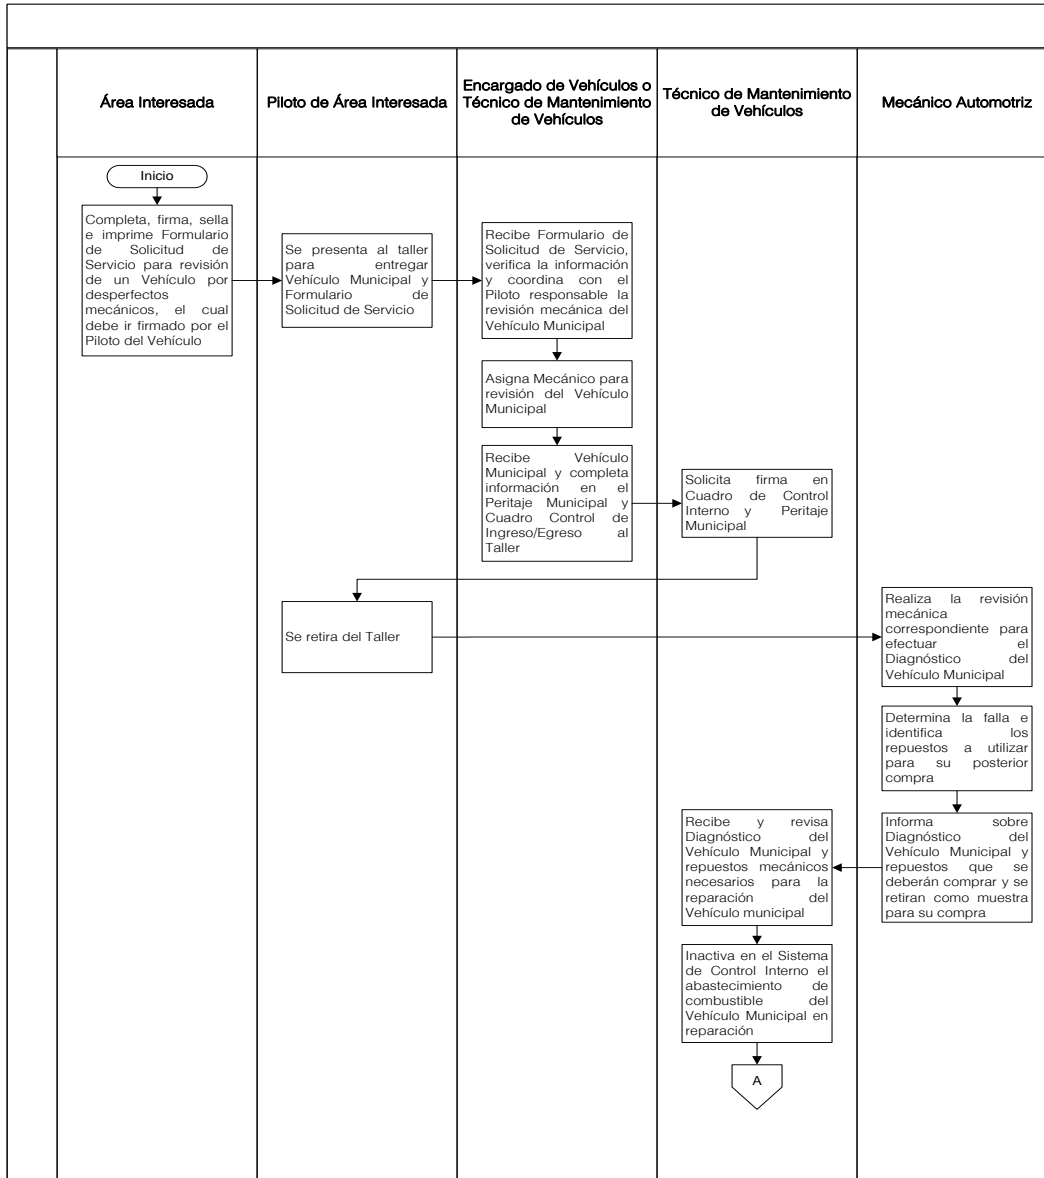 Área Interesada
Piloto de Área Interesada
Encargado de Vehículos o
Técnico de Mantenimiento
de Vehículos
Técnico de Mantenimiento
de Vehículos
Mecánico Automotriz
Inicio
Completa, firma, sella
e imprime Formulario
de Solicitud de
Servicio para revisión
de un Vehículo por
desperfectos
mecánicos, el cual
debe ir firmado por el
Piloto del Vehículo
Se presenta al taller
para entregar
Vehículo Municipal y
Formulario de
Solicitud de Servicio
Recibe Formulario de
Solicitud de Servicio,
verifica la información
y coordina con el
Piloto responsable la
revisión mecánica del
Vehículo Municipal
Asigna Mecánico para
revisión del Vehículo
Municipal
Recibe Vehículo
Municipal y completa
información en el
Peritaje Municipal y
Cuadro Control de
Ingreso/Egreso al
Taller
Solicita firma en
Cuadro de Control
Interno y Peritaje
Municipal
Se retira del Taller
Realiza la revisión
mecánica
correspondiente para
efectuar el
Diagnóstico del
Vehículo Municipal
Determina la falla e
identifica los
repuestos a utilizar
para su posterior
compra
Informa sobre
Diagnóstico del
Vehículo Municipal y
repuestos que se
deberán comprar y se
retiran como muestra
para su compra
Recibe y revisa
Diagnóstico del
Vehículo Municipal y
repuestos mecánicos
necesarios para la
reparación del
Vehículo municipal
Inactiva en el Sistema
de Control Interno el
abastecimiento de
combustible del
Vehículo Municipal en
reparación
A